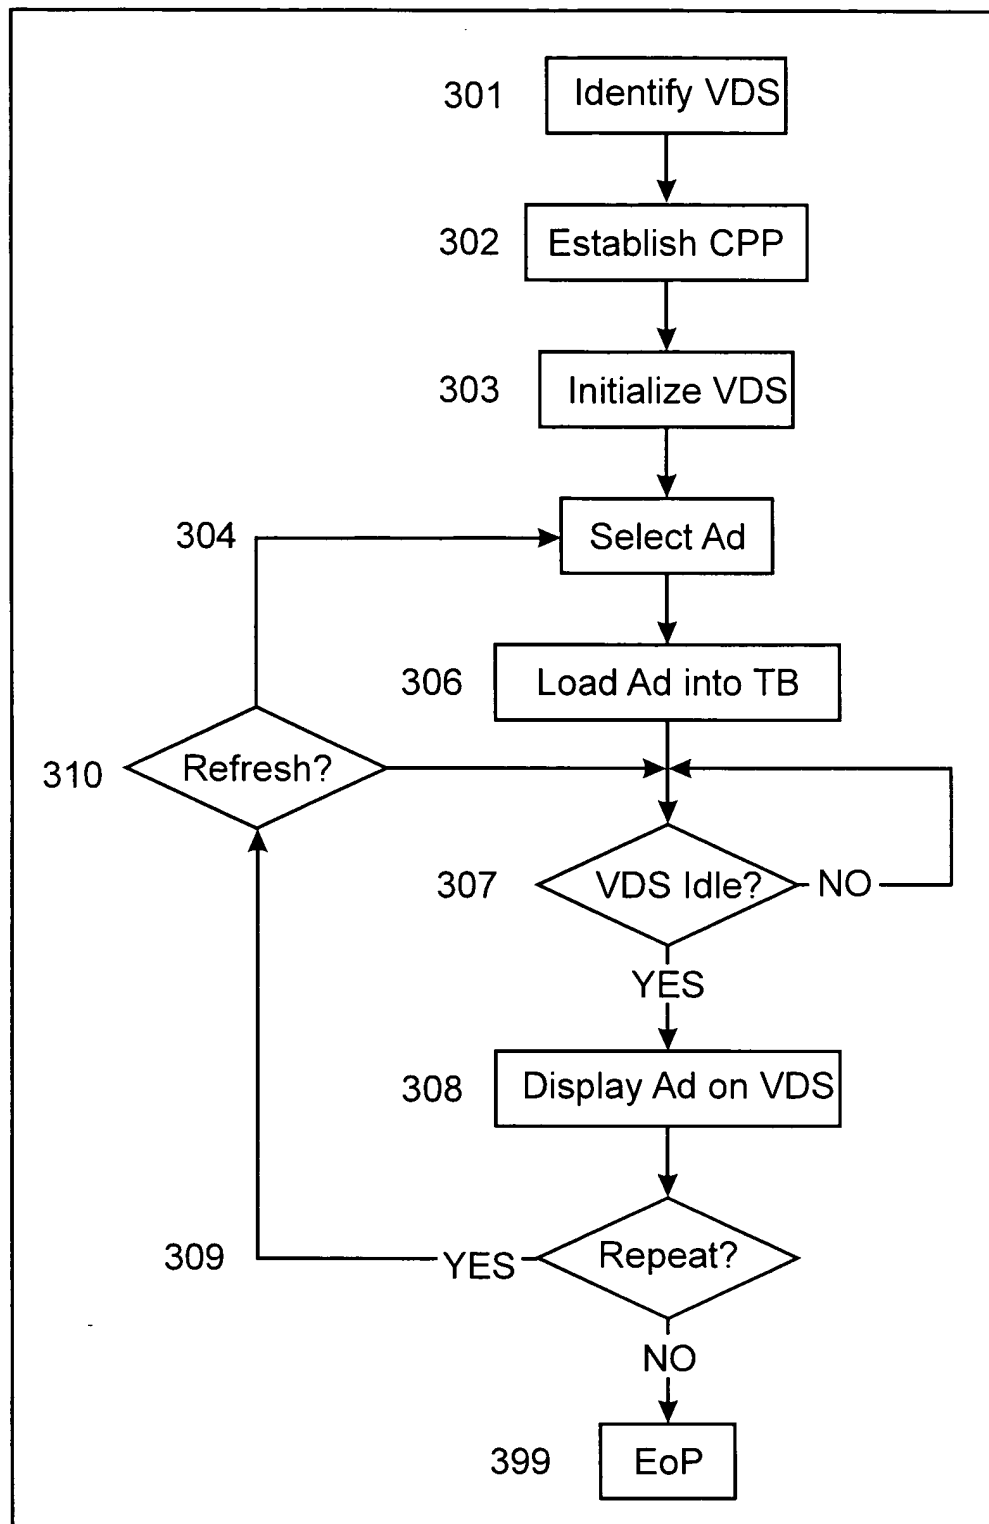 301 Identify VDS
302 Establish CPP
303 Initialize VDS
304 Select Ad
306 Load Ad into TB
310 Refresh?
307 VDS Idle? NO
YES
308 Display Ad on VDS
309 YES Repeat?
NO
399 EoP